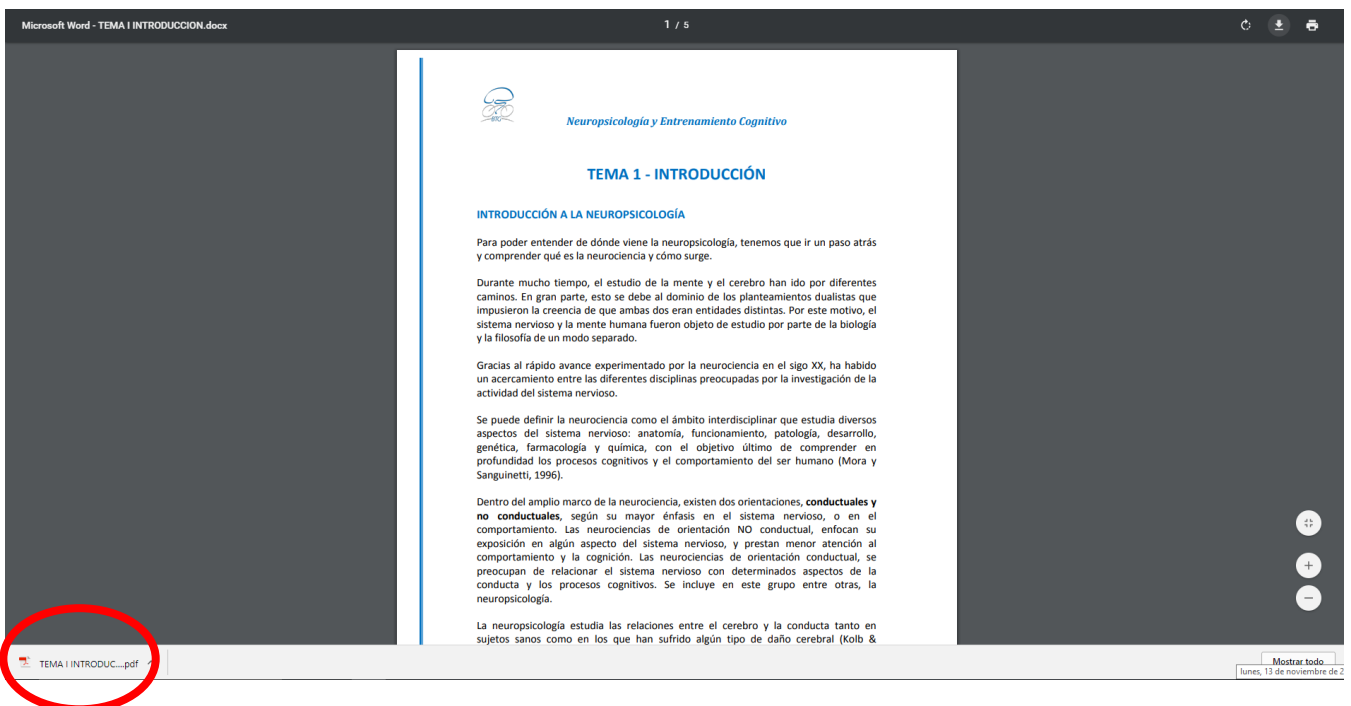 Microsoft Word - TEMA I INTRODUCCION.docx
1 / 5
BTG
Neuropsicología y Entrenamiento Cognitivo
TEMA 1 - INTRODUCCIÓN
INTRODUCCIÓN A LA NEUROPSICOLOGÍA
Para poder entender de dónde viene la neuropsicología, tenemos que ir un paso atrás
y comprender qué es la neurociencia y cómo surge.
Durante mucho tiempo, el estudio de la mente y el cerebro han ido por diferentes
caminos. En gran parte, esto se debe al dominio de los planteamientos dualistas que
impusieron la creencia de que ambas dos eran entidades distintas. Por este motivo, el
sistema nervioso y la mente humana fueron objeto de estudio por parte de la biología
y la filosofía de un modo separado.
Gracias al rápido avance experimentado por la neurociencia en el sigo XX, ha habido
un acercamiento entre las diferentes disciplinas preocupadas por la investigación de la
actividad del sistema nervioso.
Se puede definir la neurociencia como el ámbito interdisciplinar que estudia diversos
aspectos del sistema nervioso: anatomía, funcionamiento, patología, desarrollo,
genética, farmacología y química, con el objetivo último de comprender en
profundidad los procesos cognitivos y el comportamiento del ser humano (Mora y
Sanguinetti, 1996).
Dentro del amplio marco de la neurociencia, existen dos orientaciones, conductuales y
no conductuales, según su mayor énfasis en el sistema nervioso, o en el
comportamiento. Las neurociencias de orientación NO conductual, enfocan su
exposición en algún aspecto del sistema nervioso, y prestan menor atención al
comportamiento y la cognición. Las neurociencias de orientación conductual, se
preocupan de relacionar el sistema nervioso con determinados aspectos de la
conducta y los procesos cognitivos. Se incluye en este grupo entre otras, la
neuropsicología.
La neuropsicología estudia las relaciones entre el cerebro y la conducta tanto en
sujetos sanos como en los que han sufrido algún tipo de daño cerebral (Kolb &
TEMA I INTRODUC....pdf
Mostrar todo
lunes, 13 de noviembre de 2